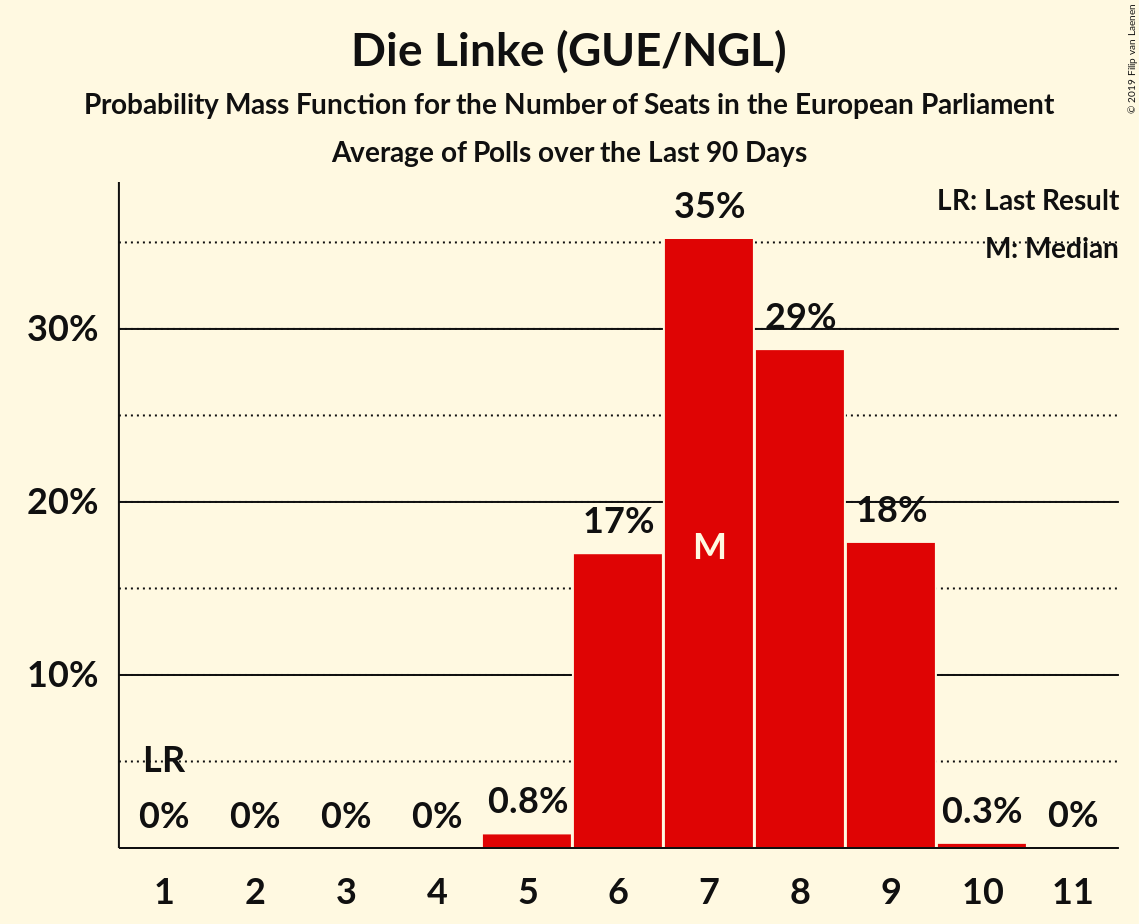 Die Linke (GUE/NGL)
Probability Mass Function for the Number of Seats in the European Parliament
Average of Polls over the Last 90 Days
© 2019 Filip van Laenen
LR: Last Result
M: Median
35%
29%
18%
17%
M
30%
20%
10%
LR
0%
0%
0%
0%
0.8%
0.3%
0%
1 2 3 4 5 6 7 8 9 10 11